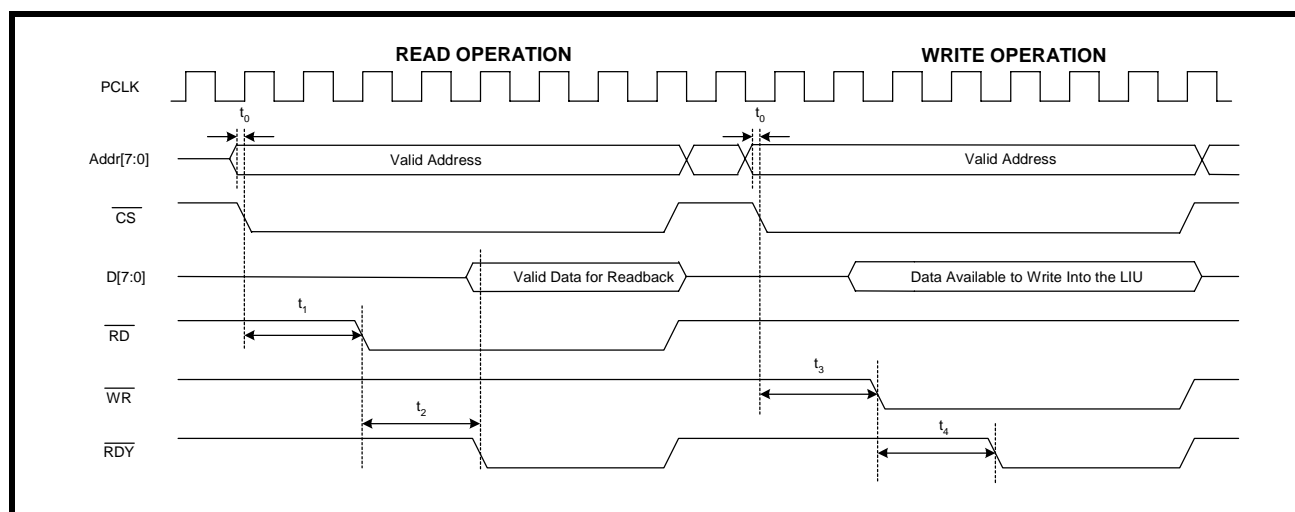 READ OPERATION WRITE OPERATION
PCLK
t0 t0
Addr[7:0] Valid Address Valid Address
CS
D[7:0] Valid Data for Readback Data Available to Write Into the LIU
t1
RD
t3
WR
t2 t4
RDY